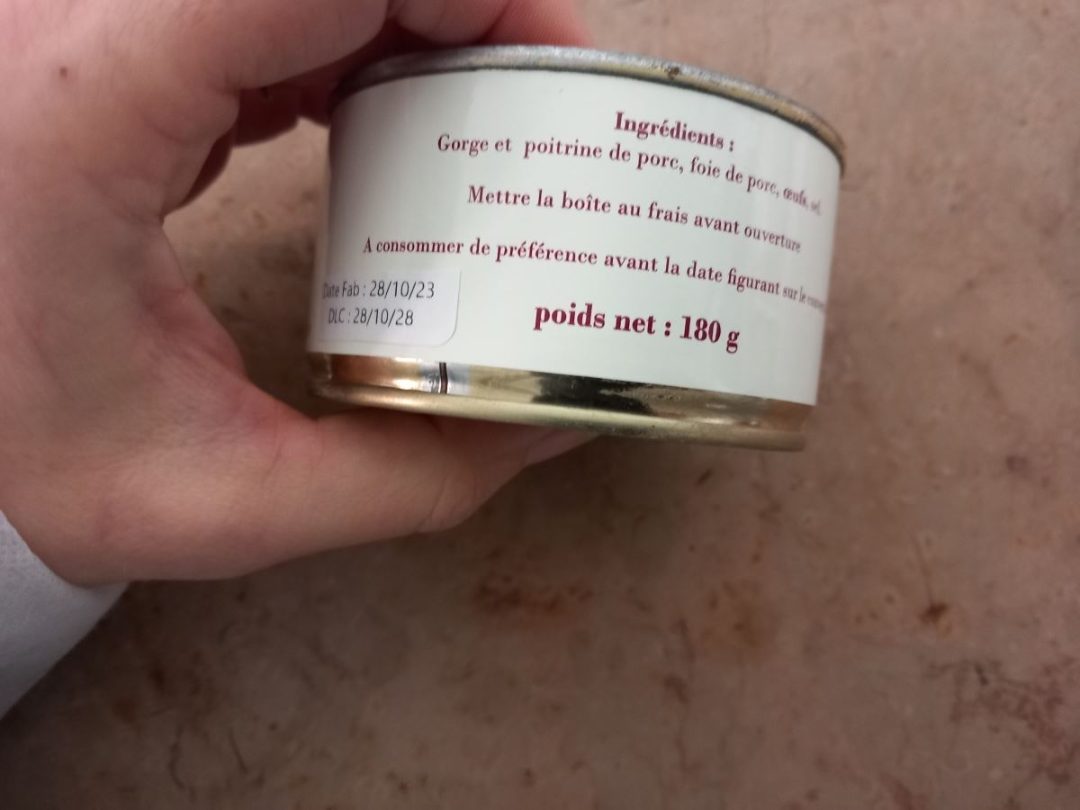 Ingrédients :
Gorge et poitrine de porc, foie de porc, œufs, sel,
Mettre la boîte au frais avant ouverture
A consommer de préférence avant la date figurant sur le
Date Fab : 28/10/23
DLC : 28/10/28
poids net : 180 g